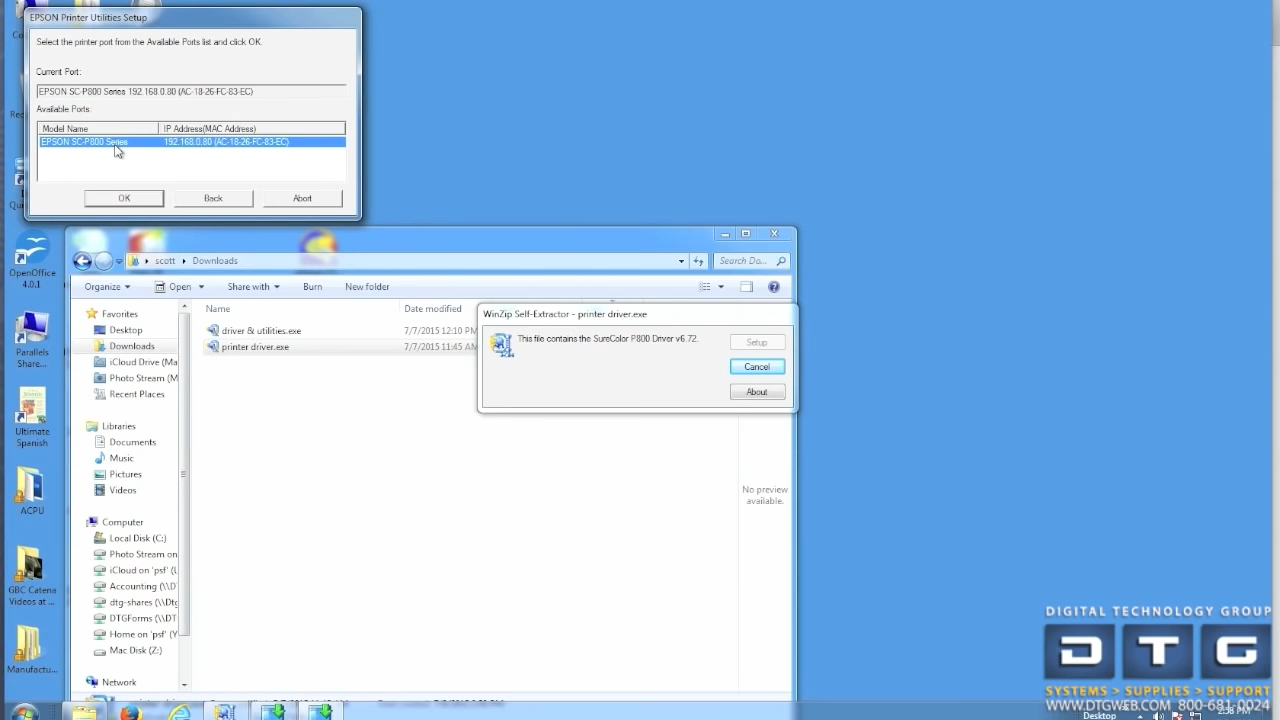 EPSON Printer Utilities Setup
Select the printer port from the Available Ports list and click OK.
Current Port:
EPSON SC-P800 Series 192.168.0.80 (AC-18-26-FC-83-EC)
Available Ports:
Model Name IP Address(MAC Address)
EPSON SC-P800 Series 192.168.0.80 (AC-18-26-FC-83-EC)
OK Back Abort
scott Downloads Search Do...
Organize Open Share with Burn New folder
Name Date modified
driver & utilities.exe 7/7/2015 12:10 PM
printer driver.exe 7/7/2015 11:45 AM
Favorites
Desktop
Downloads
iCloud Drive (Ma
Photo Stream (M
Recent Places
Libraries
Documents
Music
Pictures
Videos
Computer
Local Disk (C:)
Photo Stream on
iCloud on 'psf' (
Accounting (\\D
dtg-shares (\\Dtg
DTGForms (\\DT
Home on 'psf' (Y
Mac Disk (Z:)
Network
WinZip Self-Extractor - printer driver.exe
This file contains the SureColor P800 Driver v6.72.
Setup
Cancel
About
No preview
available.
OpenOffice
4.0.1
Parallels
Share...
Ultimate
Spanish
ACPU
GBC Catena
Videos at ...
Manufactu...
DIGITAL TECHNOLOGY GROUP
DTG
SYSTEMS > SUPPLIES > SUPPORT
WWW.DTGWEB.COM 800-681-0024
Desktop 2:38 PM